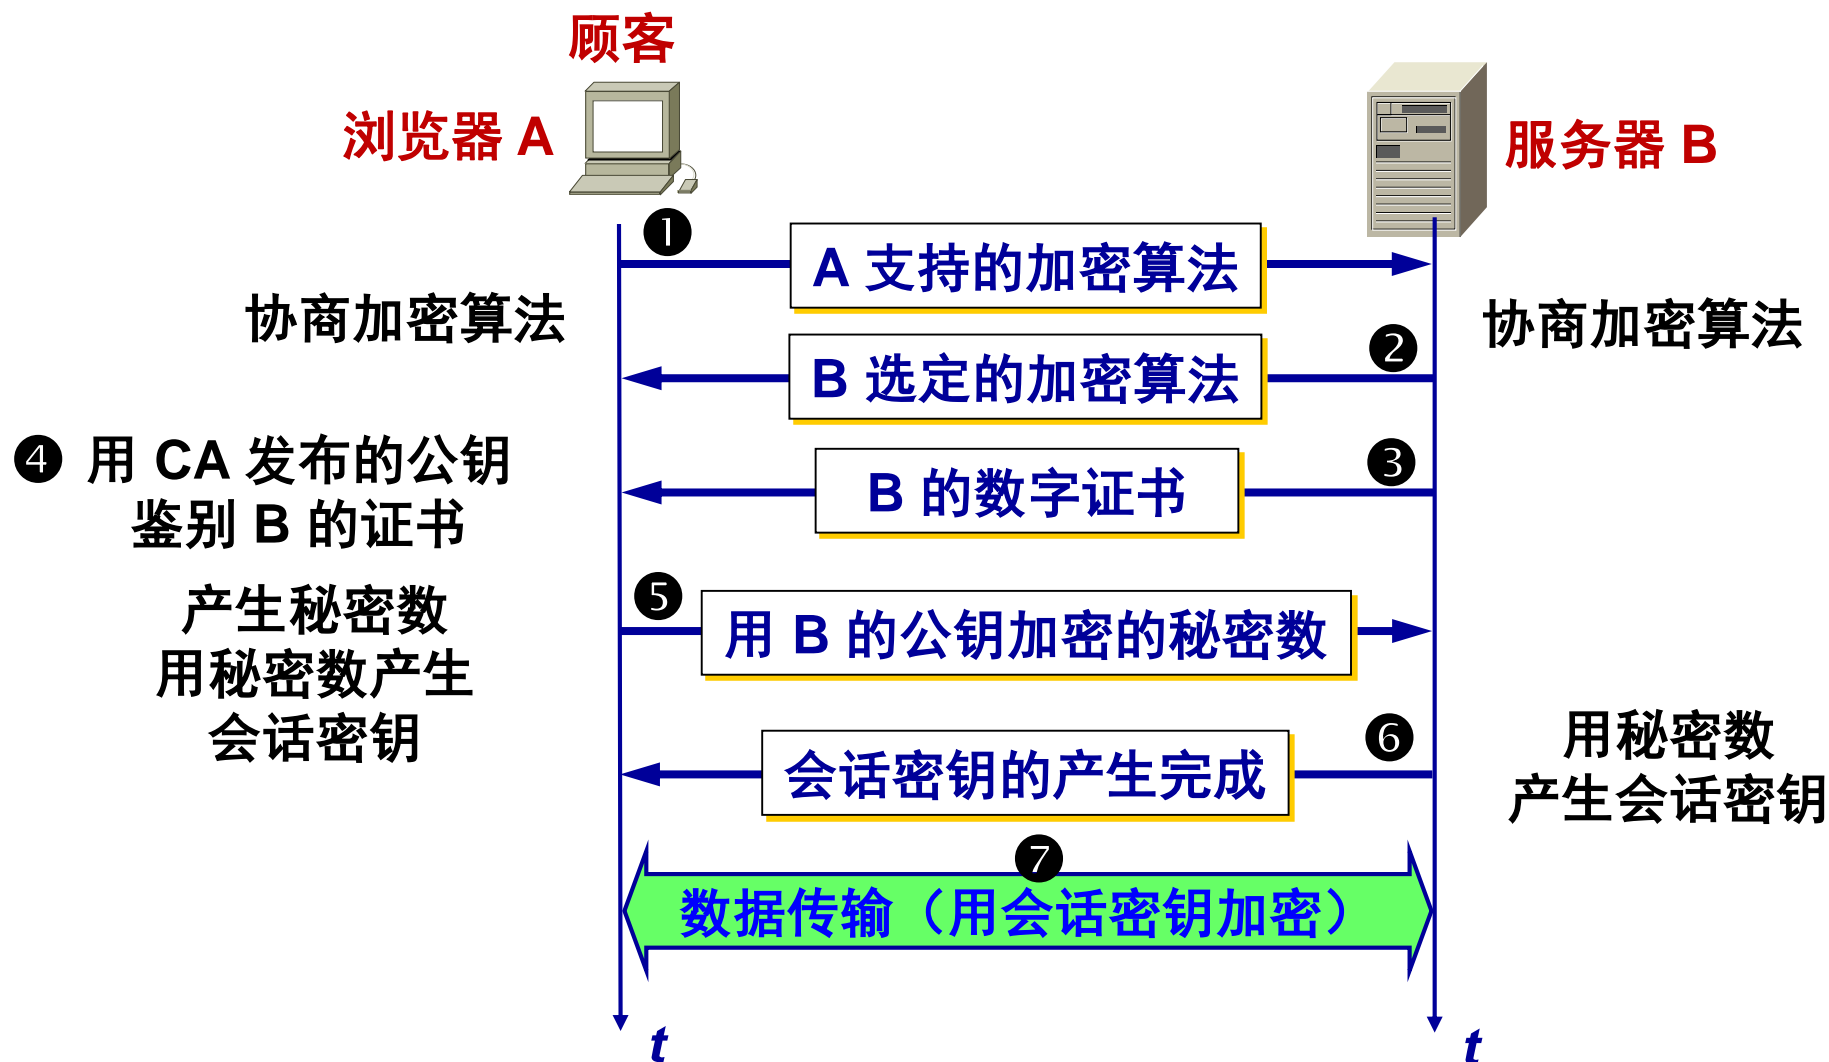 顾客
浏览器 A
服务器 B
❶
A 支持的加密算法
协商加密算法
协商加密算法
❷
B 选定的加密算法
❹ 用 CA 发布的公钥
鉴别 B 的证书
❸
B 的数字证书
产生秘密数
用秘密数产生
会话密钥
❺
用 B 的公钥加密的秘密数
❻
会话密钥的产生完成
用秘密数
产生会话密钥
❼
数据传输（用会话密钥加密）
t
t